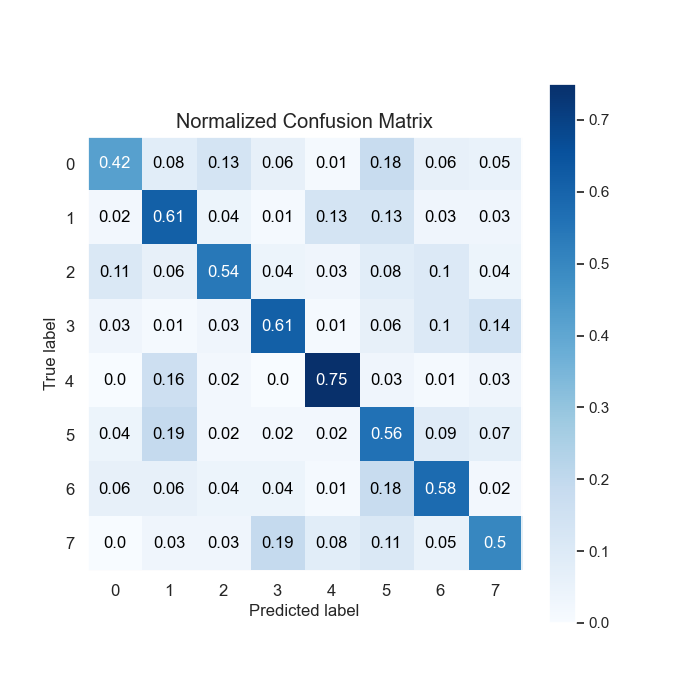 Normalized Confusion Matrix
True label
0 0.42 0.08 0.13 0.06 0.01 0.18 0.06 0.05
1 0.02 0.61 0.04 0.01 0.13 0.13 0.03 0.03
2 0.11 0.06 0.54 0.04 0.03 0.08 0.1 0.04
3 0.03 0.01 0.03 0.61 0.01 0.06 0.1 0.14
4 0.0 0.16 0.02 0.0 0.75 0.03 0.01 0.03
5 0.04 0.19 0.02 0.02 0.02 0.56 0.09 0.07
6 0.06 0.06 0.04 0.04 0.01 0.18 0.58 0.02
7 0.0 0.03 0.03 0.19 0.08 0.11 0.05 0.5
0 1 2 3 4 5 6 7
Predicted label
0.7
0.6
0.5
0.4
0.3
0.2
0.1
0.0